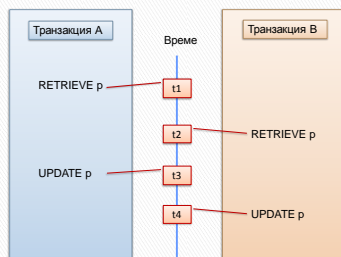 Транзакция А
Време
Транзакция В
RETRIEVE p
t1
t2
RETRIEVE p
UPDATE p
t3
t4
UPDATE p